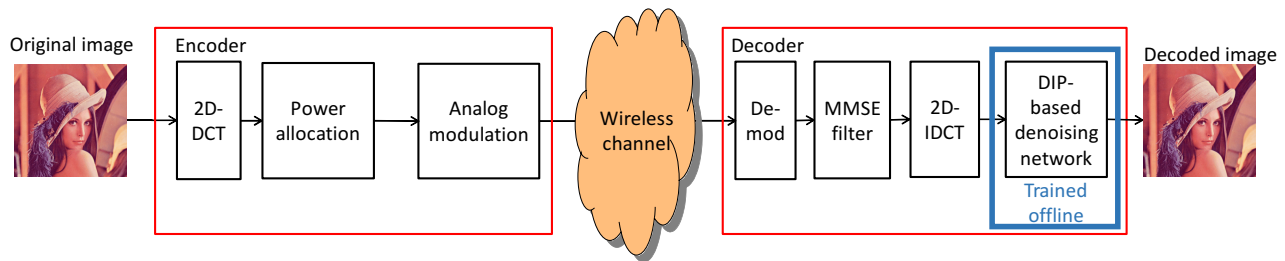 Original image
Encoder
2D-
DCT
Power
allocation
Analog
modulation
Wireless
channel
Decoder
De-
mod
MMSE
filter
2D-
IDCT
DIP-
based
denoising
network
Trained
offline
Decoded image